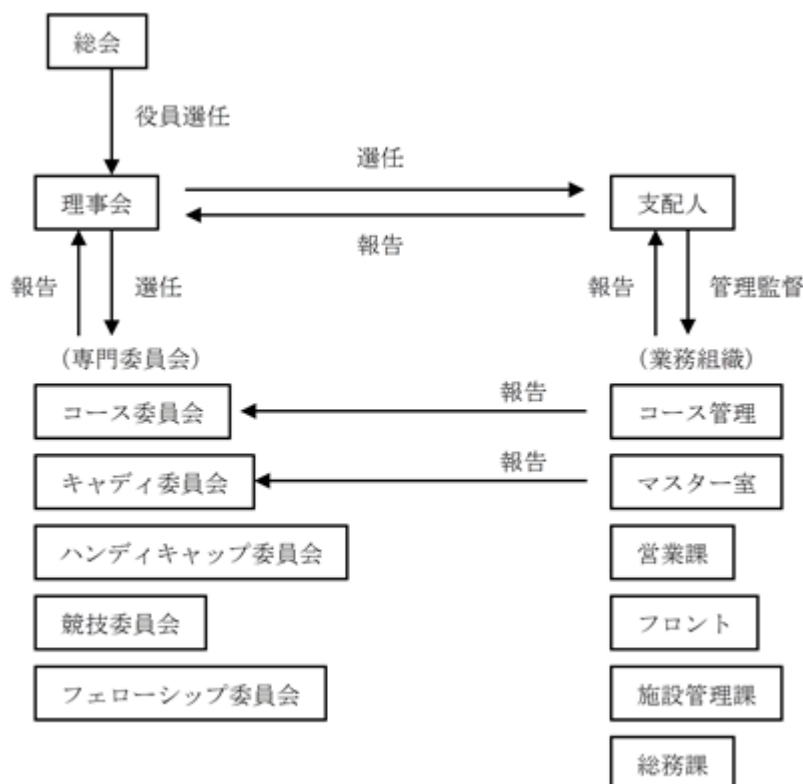 総会
役員選任
選任
理事会
支配人
報告
報告
選任
報告
管理監督
(専門委員会)
(業務組織)
報告
コース委員会
コース管理
報告
キャディ委員会
マスター室
ハンディキャップ委員会
営業課
競技委員会
フロント
フェローシップ委員会
施設管理課
総務課